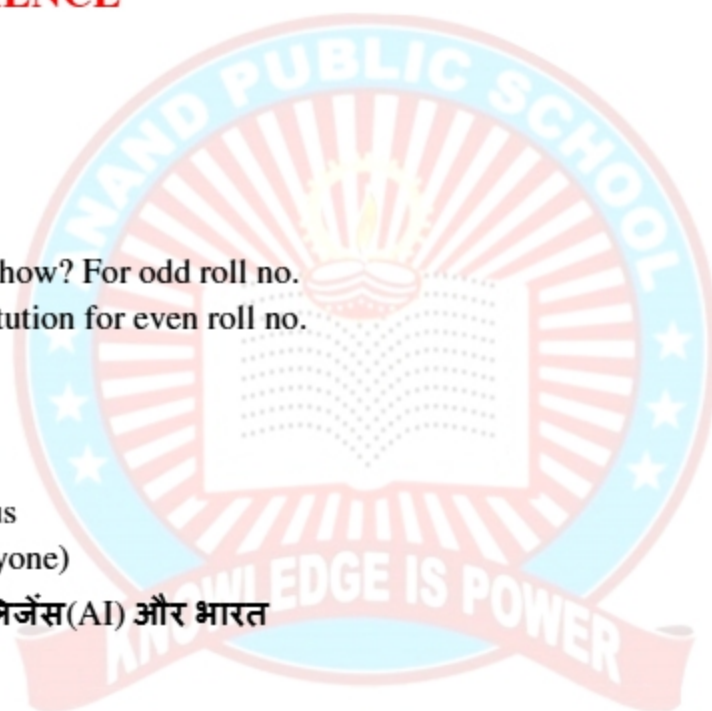 ANAND PUBLIC SCHOOL
how? For odd roll no.
tution for even roll no.
us
yone)
(AI) और भारत
KNOWLEDGE IS POWER